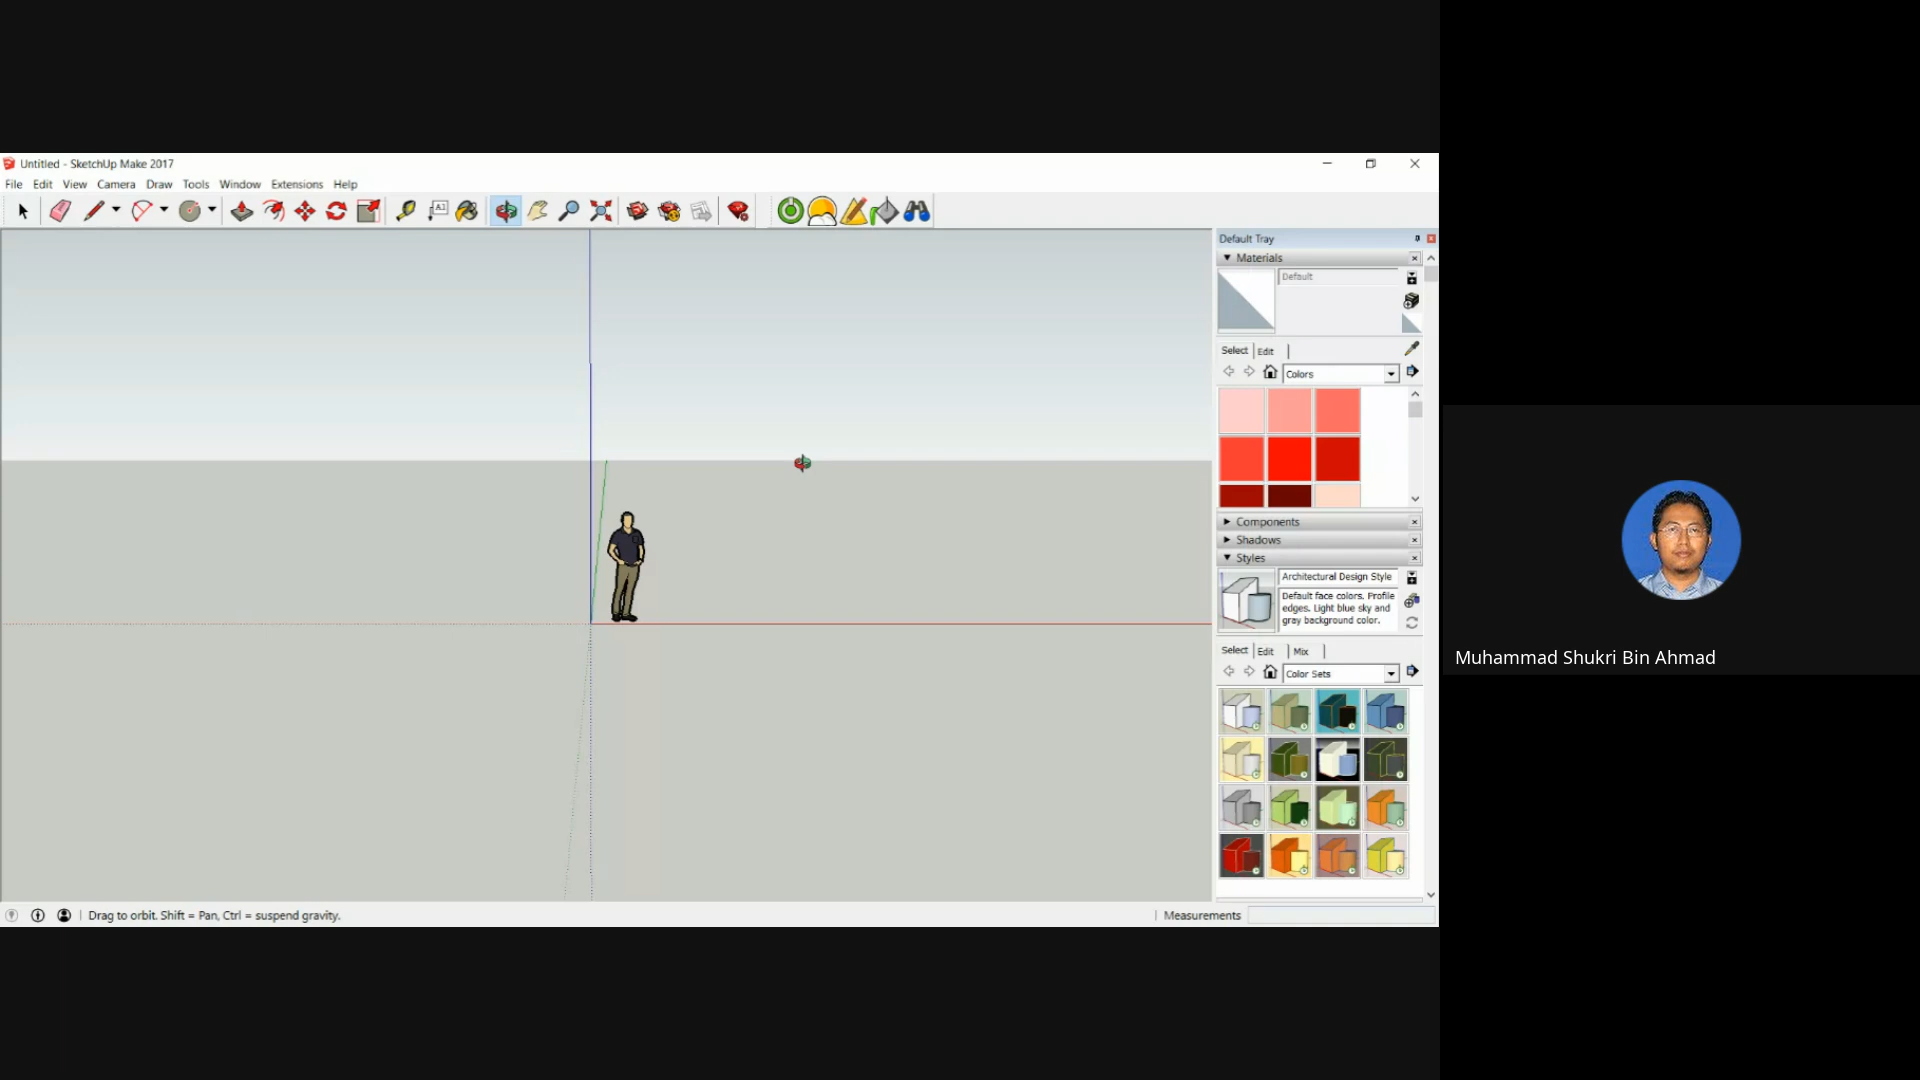 Untitled - SketchUp Make 2017
File Edit View Camera Draw Tools Window Extensions Help
A1
Default Tray
Materials
Default
Select Edit
Colors
Components
Shadows
Styles
Architectural Design Style
Default face colors. Profile
edges. Light blue sky and
gray background color.
Select Edit Mix
Color Sets
Muhammad Shukri Bin Ahmad
Drag to orbit. Shift = Pan, Ctrl = suspend gravity.
Measurements